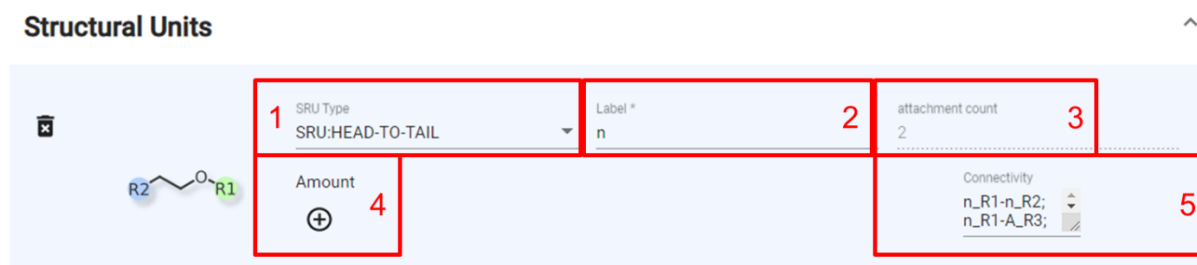 Structural Units
1
SRU Type
SRU:HEAD-TO-TAIL
Label *
n
2
attachment count
2
3
R2
O
R1
Amount
4
Connectivity
n_R1-n_R2;
n_R1-A_R3;
5